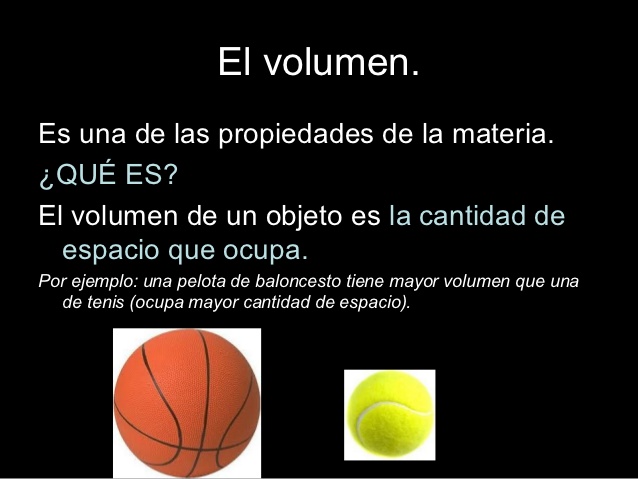 El volumen.
Es una de las propiedades de la materia.
¿QUÉ ES?
El volumen de un objeto es la cantidad de
espacio que ocupa.
Por ejemplo: una pelota de baloncesto tiene mayor volumen que una
de tenis (ocupa mayor cantidad de espacio).